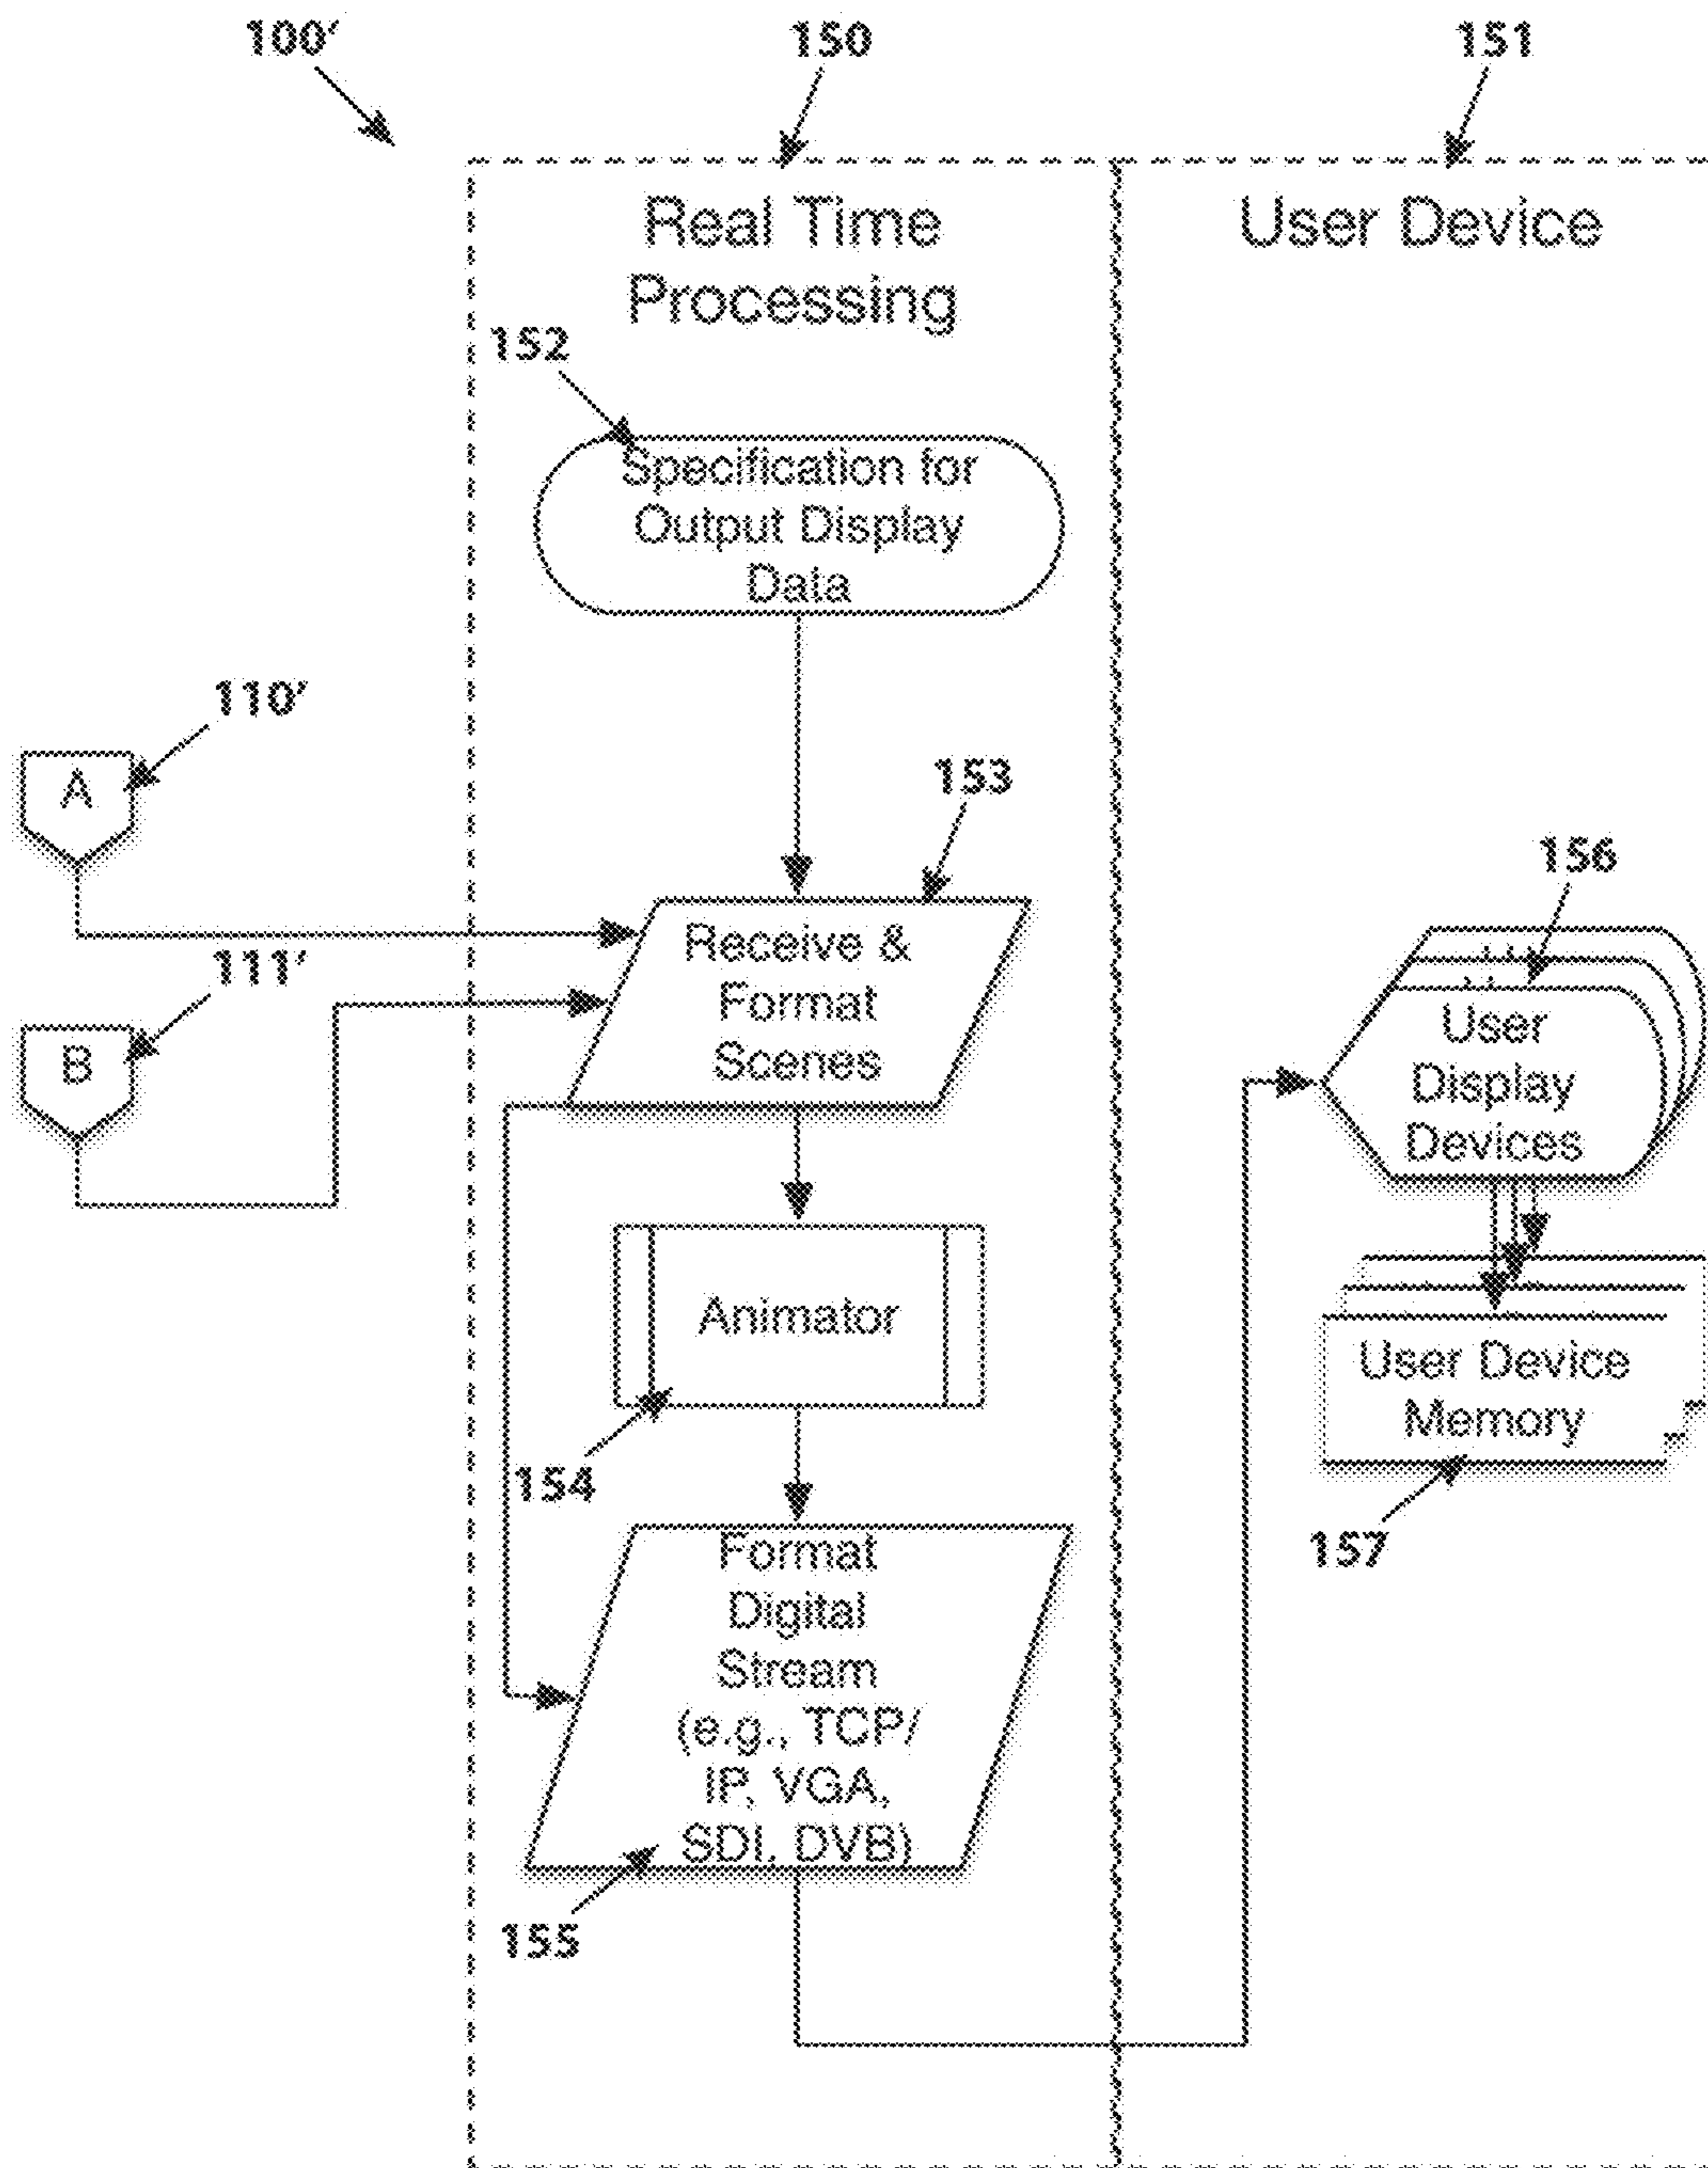 100′
150
151
Real Time
Processing
User Device
152
Specification for
Output Display
Data
110′
A
153
156
Receive &
Format
Scenes
111′
B
User
Display
Devices
Animator
User Device
Memory
154
157
Format
Digital
Stream
(e.g., TCP/
IP, VGA,
SDI, DVB)
155